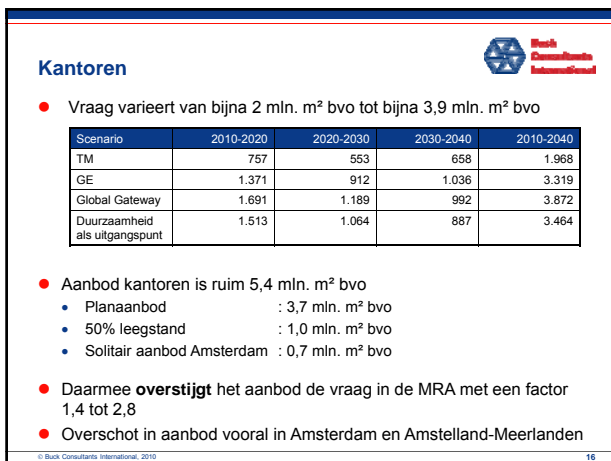 Buck
Consultants
International
Kantoren
Vraag varieert van bijna 2 mln. m² bvo tot bijna 3,9 mln. m² bvo
Scenario 2010-2020 2020-2030 2030-2040 2010-2040
TM 757 553 658 1.968
GE 1.371 912 1.036 3.319
Global Gateway 1.691 1.189 992 3.872
Duurzaamheid als uitgangspunt 1.513 1.064 887 3.464
Aanbod kantoren is ruim 5,4 mln. m² bvo
Planaanbod : 3,7 mln. m² bvo
50% leegstand : 1,0 mln. m² bvo
Solitair aanbod Amsterdam : 0,7 mln. m² bvo
Daarmee overstijgt het aanbod de vraag in de MRA met een factor
1,4 tot 2,8
Overschot in aanbod vooral in Amsterdam en Amstelland-Meerlanden
© Buck Consultants International, 2010 16